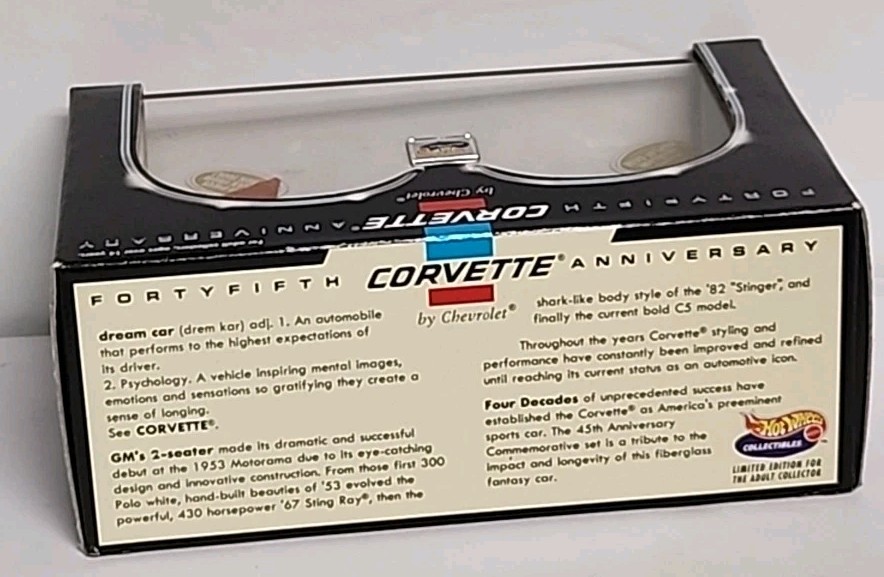 by Chevrolet®
CORVETTE®
FORTYFIFTH
ANNIVERSARY
FORTYFIFTH CORVETTE® ANNIVERSARY
by Chevrolet®
dream car (drem kar) adj. 1. An automobile
that performs to the highest expectations of
its driver.
2. Psychology. A vehicle inspiring mental images,
emotions and sensations so gratifying they create a
sense of longing.
See CORVETTE®.
GM's 2-seater made its dramatic and successful
debut at the 1953 Motorama due to its eye-catching
design and innovative construction. From those first 300
Polo white, hand-built beauties of '53 evolved the
powerful, 430 horsepower '67 Sting Ray®, then the
shark-like body style of the '82 "Stinger", and
finally the current bold C5 model.
Throughout the years Corvette® styling and
performance have constantly been improved and refined
until reaching its current status as an automotive icon.
Four Decades of unprecedented success have
established the Corvette® as America's preeminent
sports car. The 45th Anniversary
Commemorative set is a tribute to the
impact and longevity of this fiberglass
fantasy car.
Hot Wheels
COLLECTIBLES
LIMITED EDITION FOR
THE ADULT COLLECTOR